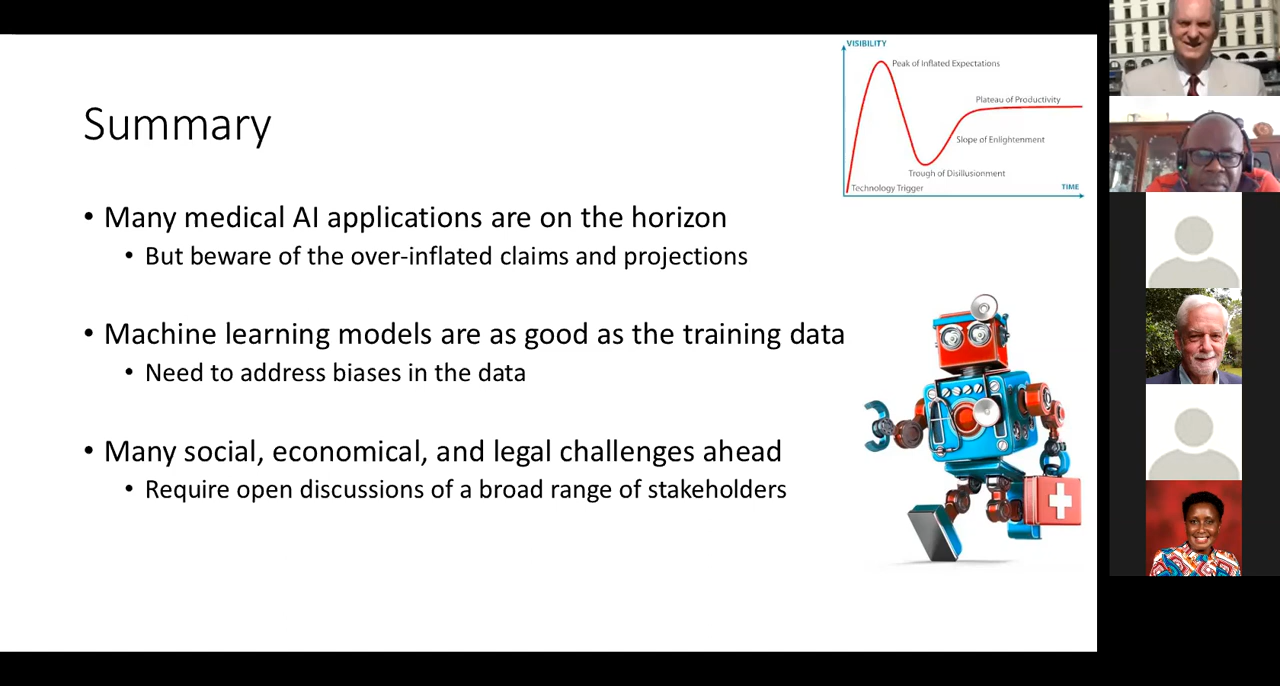 VISIBILITY
Peak of Inflated Expectations
Plateau of Productivity
Slope of Enlightenment
Trough of Disillusionment
Technology Trigger
TIME
Summary
• Many medical AI applications are on the horizon
• But beware of the over-inflated claims and projections
• Machine learning models are as good as the training data
• Need to address biases in the data
• Many social, economical, and legal challenges ahead
• Require open discussions of a broad range of stakeholders